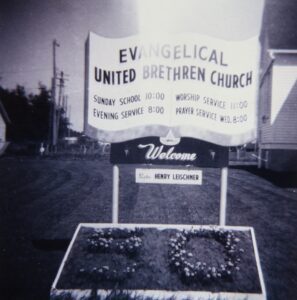 EVANGELICAL
UNITED BRETHREN CHURCH
SUNDAY SCHOOL 10:00 WORSHIP SERVICE 11:00
EVENING SERVICE 8:00 PRAYER SERVICE WED. 8:00
Welcome
HENRY LEISCHNER